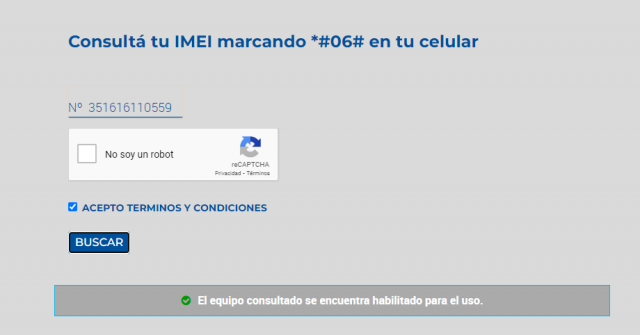 Consultá tu IMEI marcando *#06# en tu celular
Nº 351616110559
No soy un robot
reCAPTCHA
Privacidad - Términos
ACEPTO TERMINOS Y CONDICIONES
BUSCAR
El equipo consultado se encuentra habilitado para el uso.